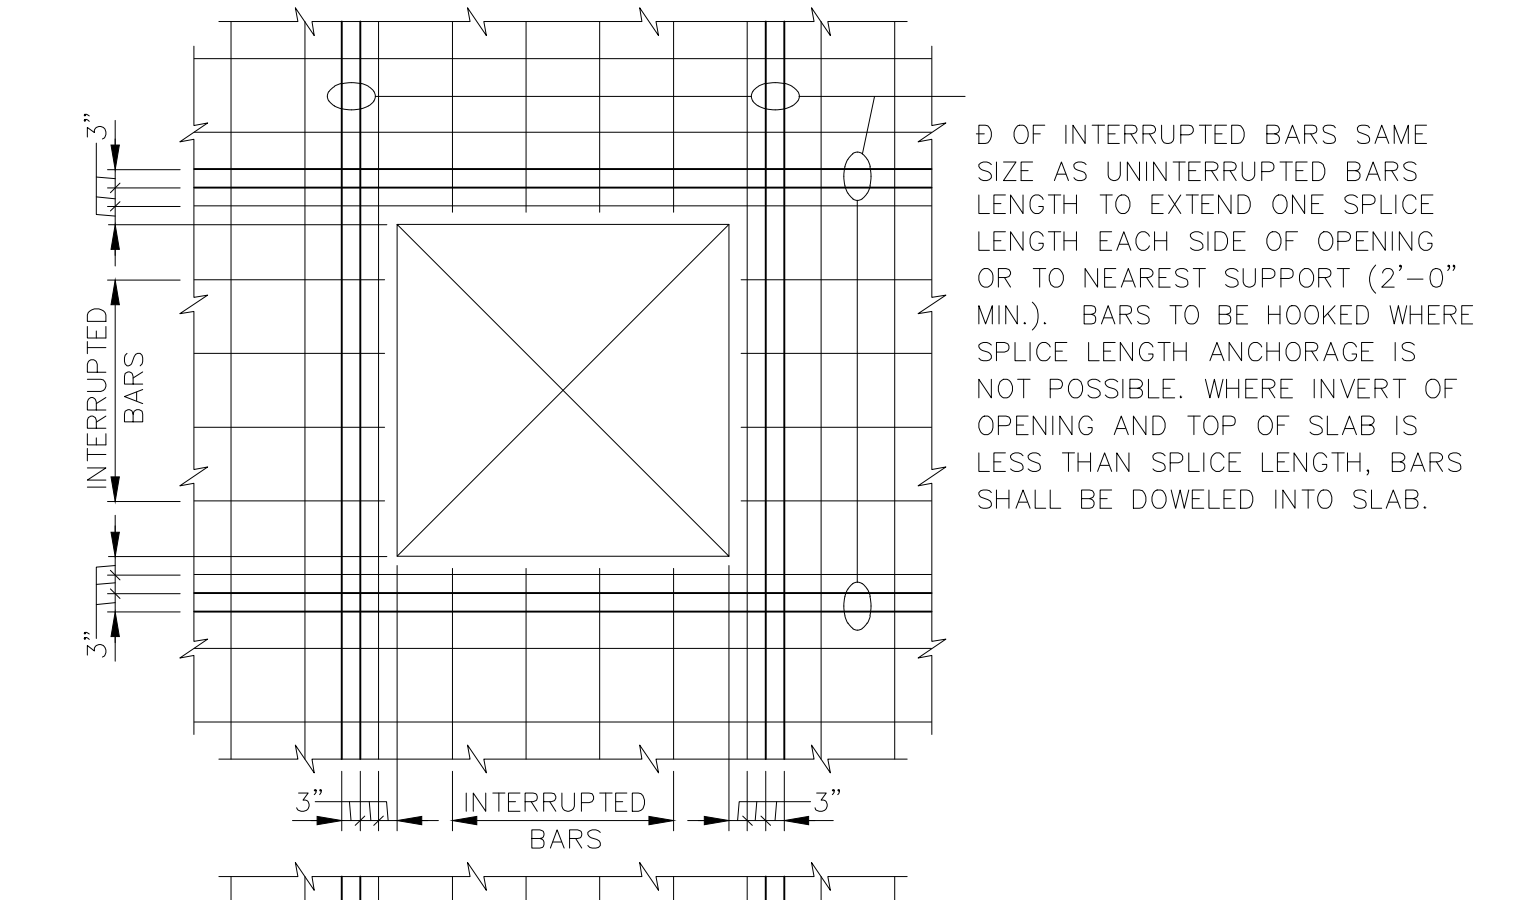 3"
Đ OF INTERRUPTED BARS SAME
SIZE AS UNINTERRUPTED BARS
LENGTH TO EXTEND ONE SPLICE
LENGTH EACH SIDE OF OPENING
OR TO NEAREST SUPPORT (2'-0"
MIN.). BARS TO BE HOOKED WHERE
SPLICE LENGTH ANCHORAGE IS
NOT POSSIBLE. WHERE INVERT OF
OPENING AND TOP OF SLAB IS
LESS THAN SPLICE LENGTH, BARS
SHALL BE DOWELED INTO SLAB.
INTERRUPTED
BARS
3"
3"
INTERRUPTED
BARS
3"